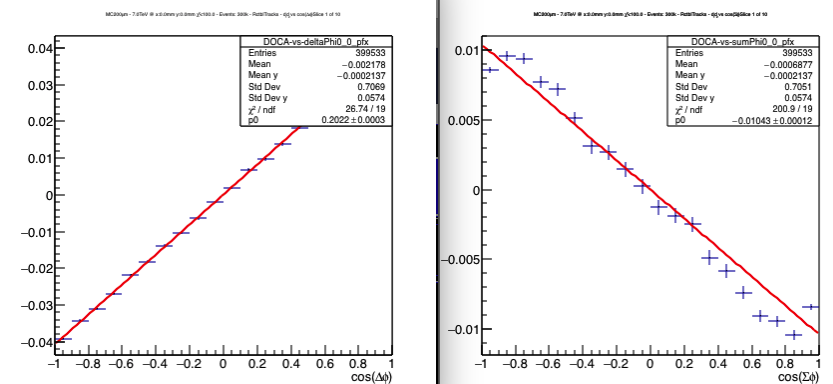 MC200μm - 7.0TeV
MC200μm - 7.0TeV
DOCA-vs-deltaPhi0_0_pfx
Entries 399533
Mean −0.002178
Mean y −0.0002137
Std Dev 0.7069
Std Dev y 0.0574
χ² / ndf 26.74 / 19
p0 0.2022 ± 0.0003
0.04
0.03
0.02
0.01
0
−0.01
−0.02
−0.03
−0.04
−1 −0.8 −0.6 −0.4 −0.2 0 0.2 0.4 0.6 0.8 1
cos(Δφ)
DOCA-vs-sumPhi0_0_pfx
Entries 399533
Mean −0.0006877
Mean y −0.0002137
Std Dev 0.7051
Std Dev y 0.0574
χ² / ndf 200.9 / 19
p0 −0.01043 ± 0.00012
0.01
0.005
0
−0.005
−0.01
−1 −0.8 −0.6 −0.4 −0.2 0 0.2 0.4 0.6 0.8 1
cos(Σφ)